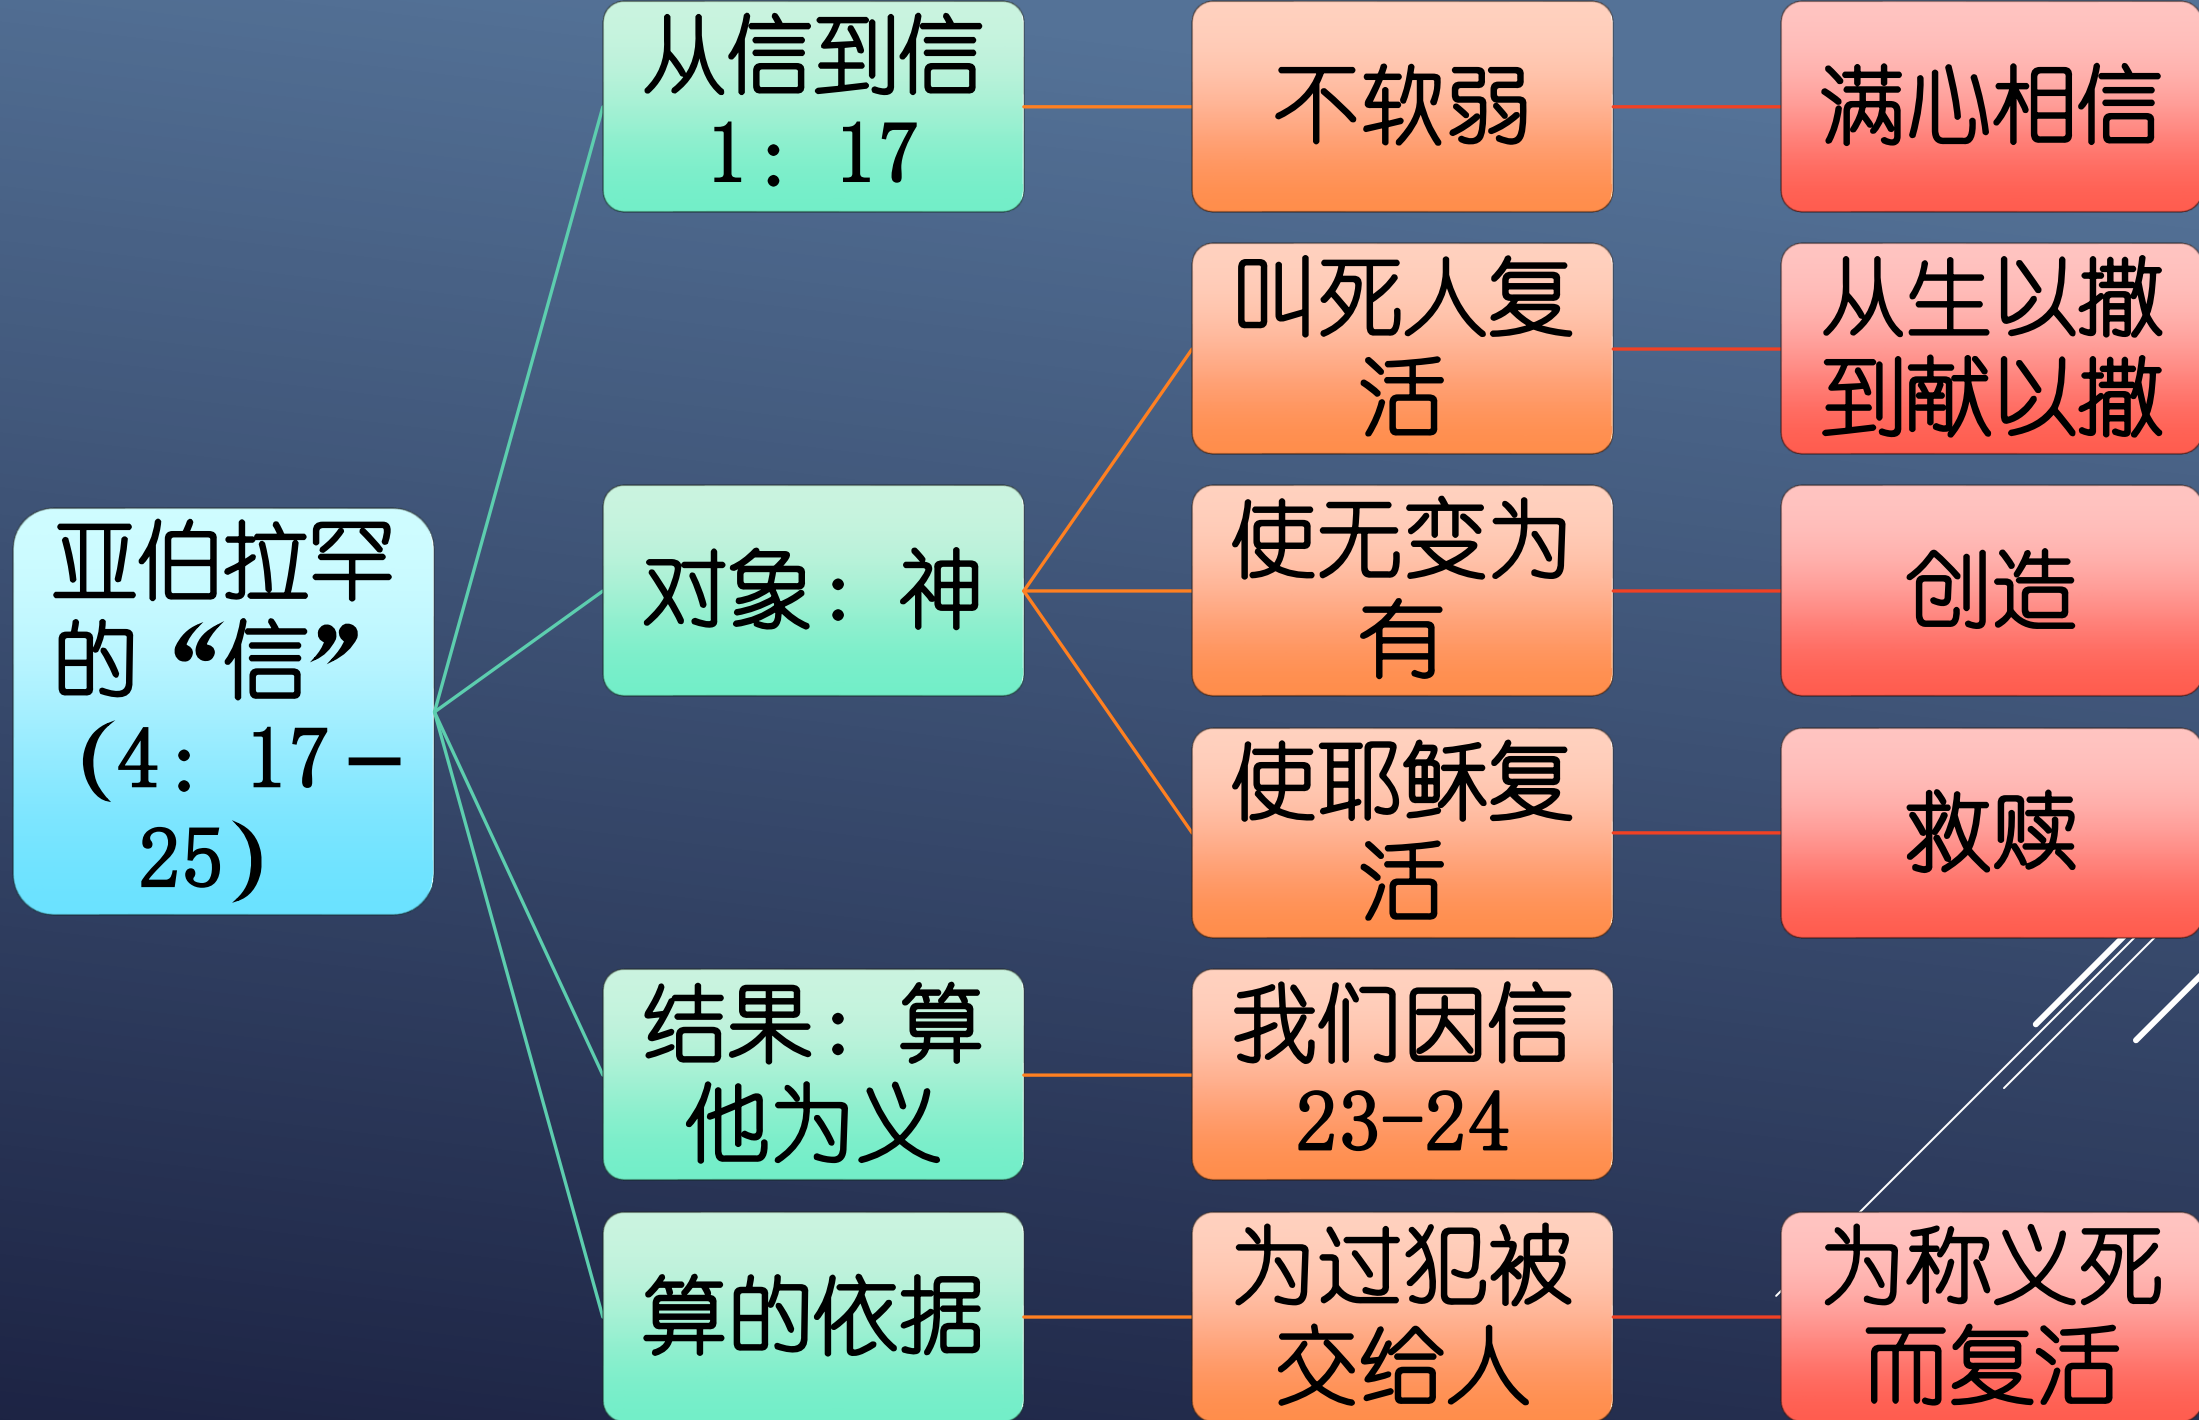 亚伯拉罕
的“信”
(4：17-
25)
从信到信
1：17
不软弱
满心相信
对象：神
叫死人复
活
从生以撒
到献以撒
使无变为
有
创造
使耶稣复
活
救赎
结果：算
他为义
我们因信
23-24
算的依据
为过犯被
交给人
为称义死
而复活